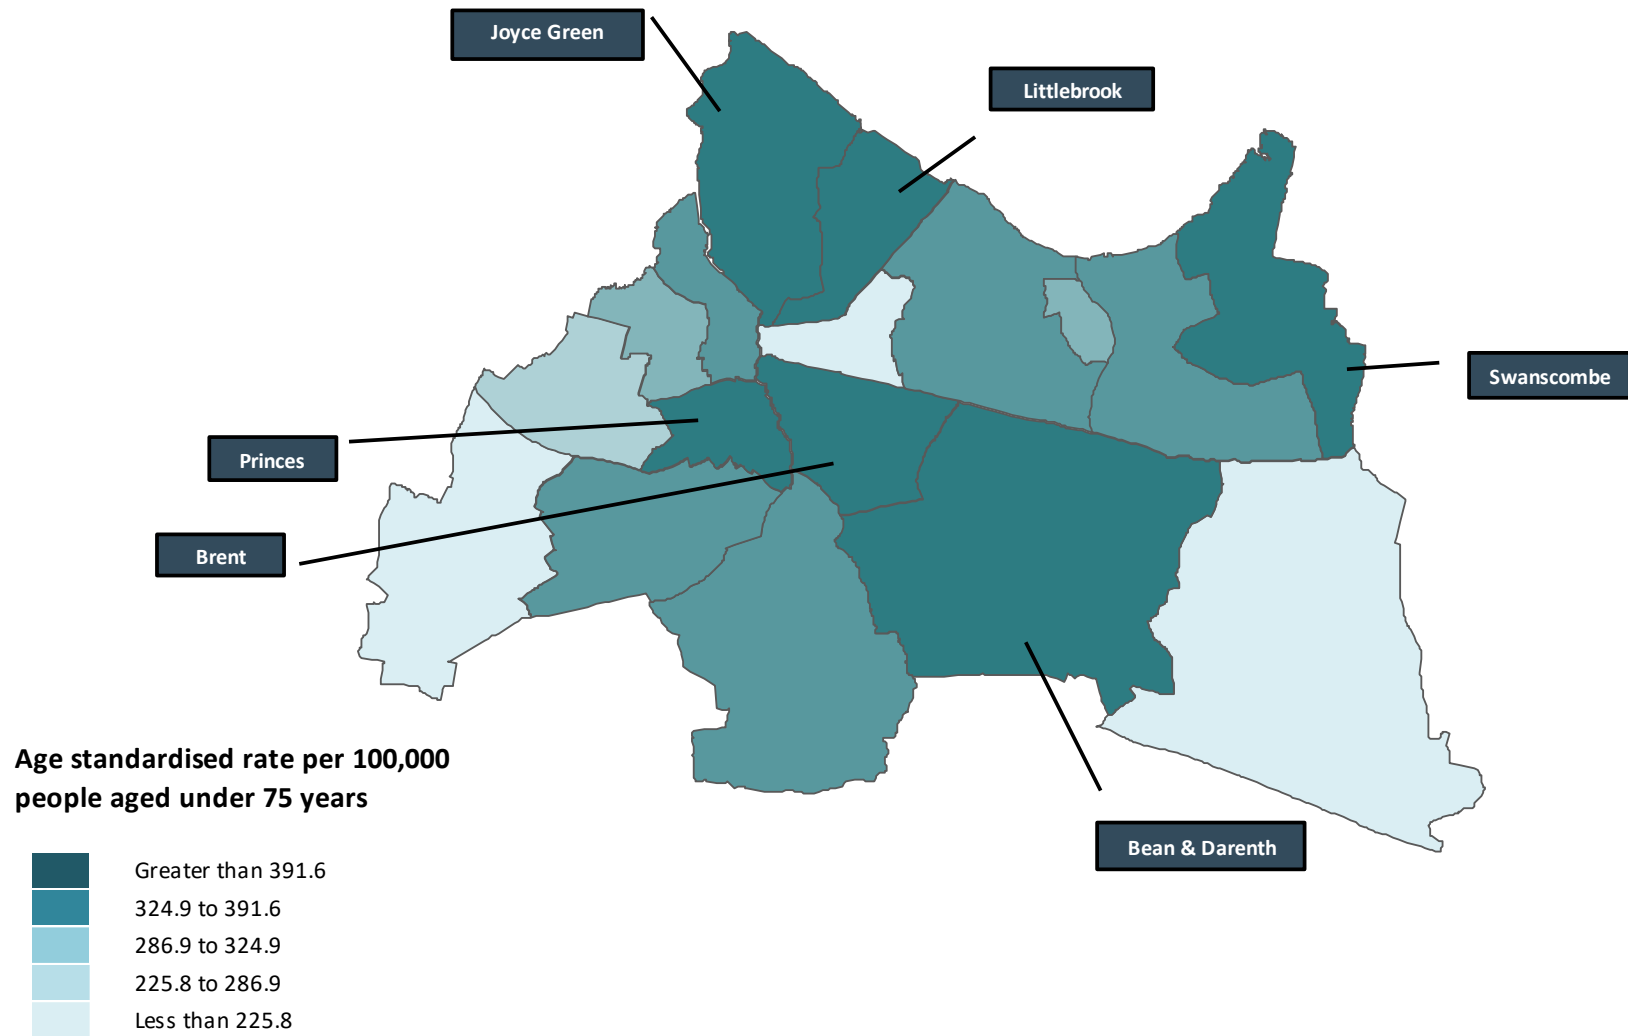 Joyce Green
Littlebrook
Swanscombe
Princes
Brent
Age standardised rate per 100,000
people aged under 75 years
Bean & Darenth
Greater than 391.6
324.9 to 391.6
286.9 to 324.9
225.8 to 286.9
Less than 225.8